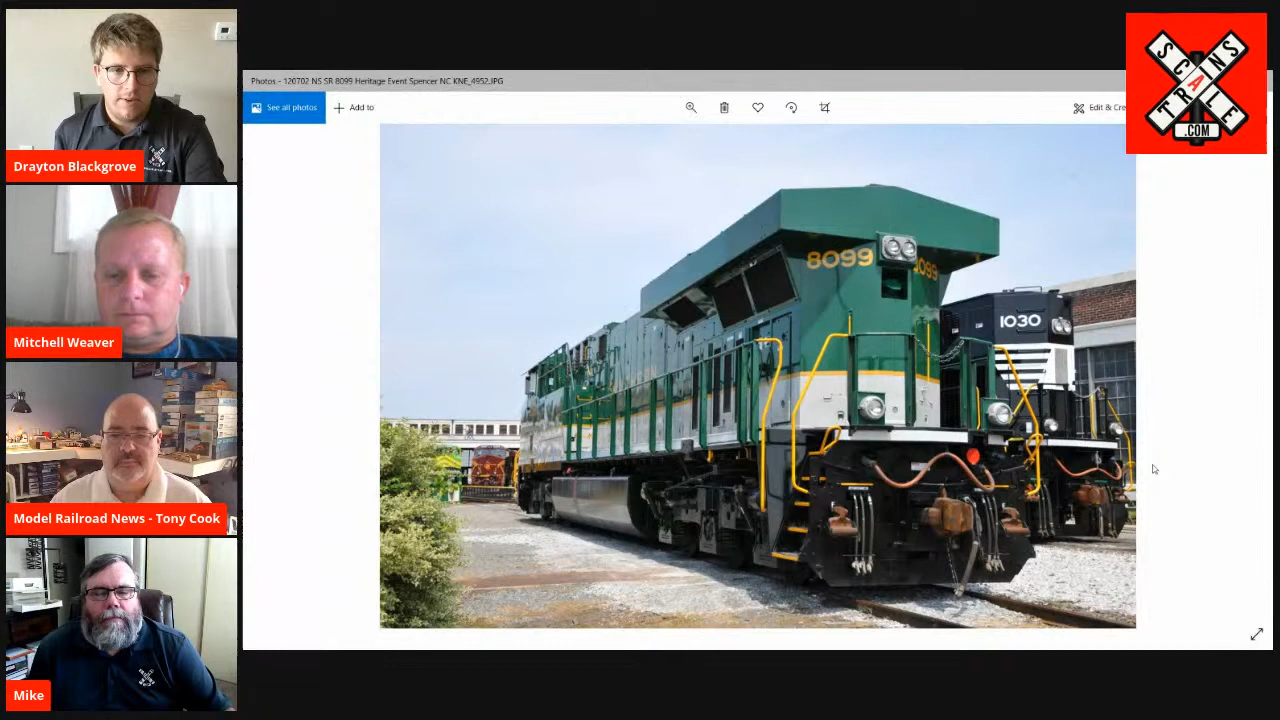 Drayton Blackgrove
Mitchell Weaver
Model Railroad News - Tony Cook
Mike
Photos - 120702 NS SR 8099 Heritage Event Spencer NC KNE_4952.JPG
See all photos
Add to
Edit & Cre
SCALE
TRAINS
.COM
8099
8099
1030